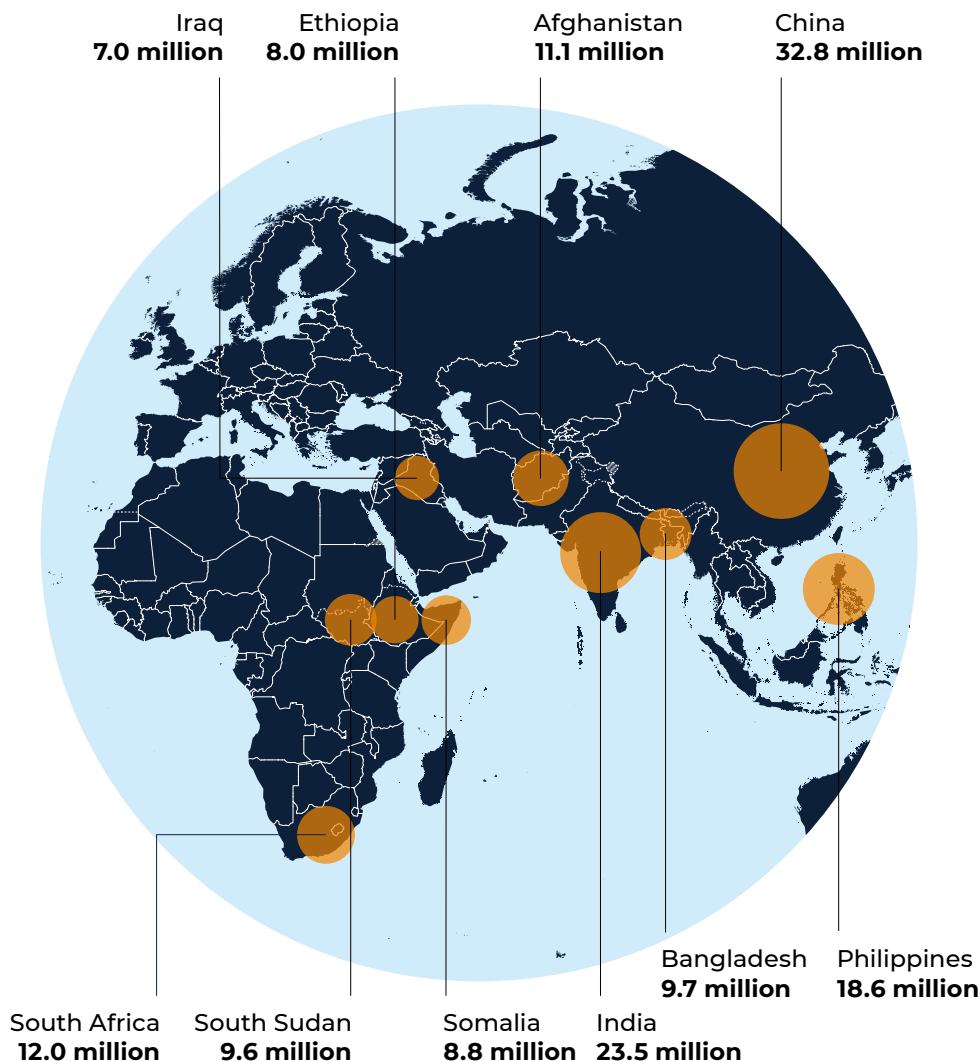 Iraq
7.0 million
Ethiopia
8.0 million
Afghanistan
11.1 million
China
32.8 million
Bangladesh
9.7 million
Philippines
18.6 million
South Africa
12.0 million
South Sudan
9.6 million
Somalia
8.8 million
India
23.5 million